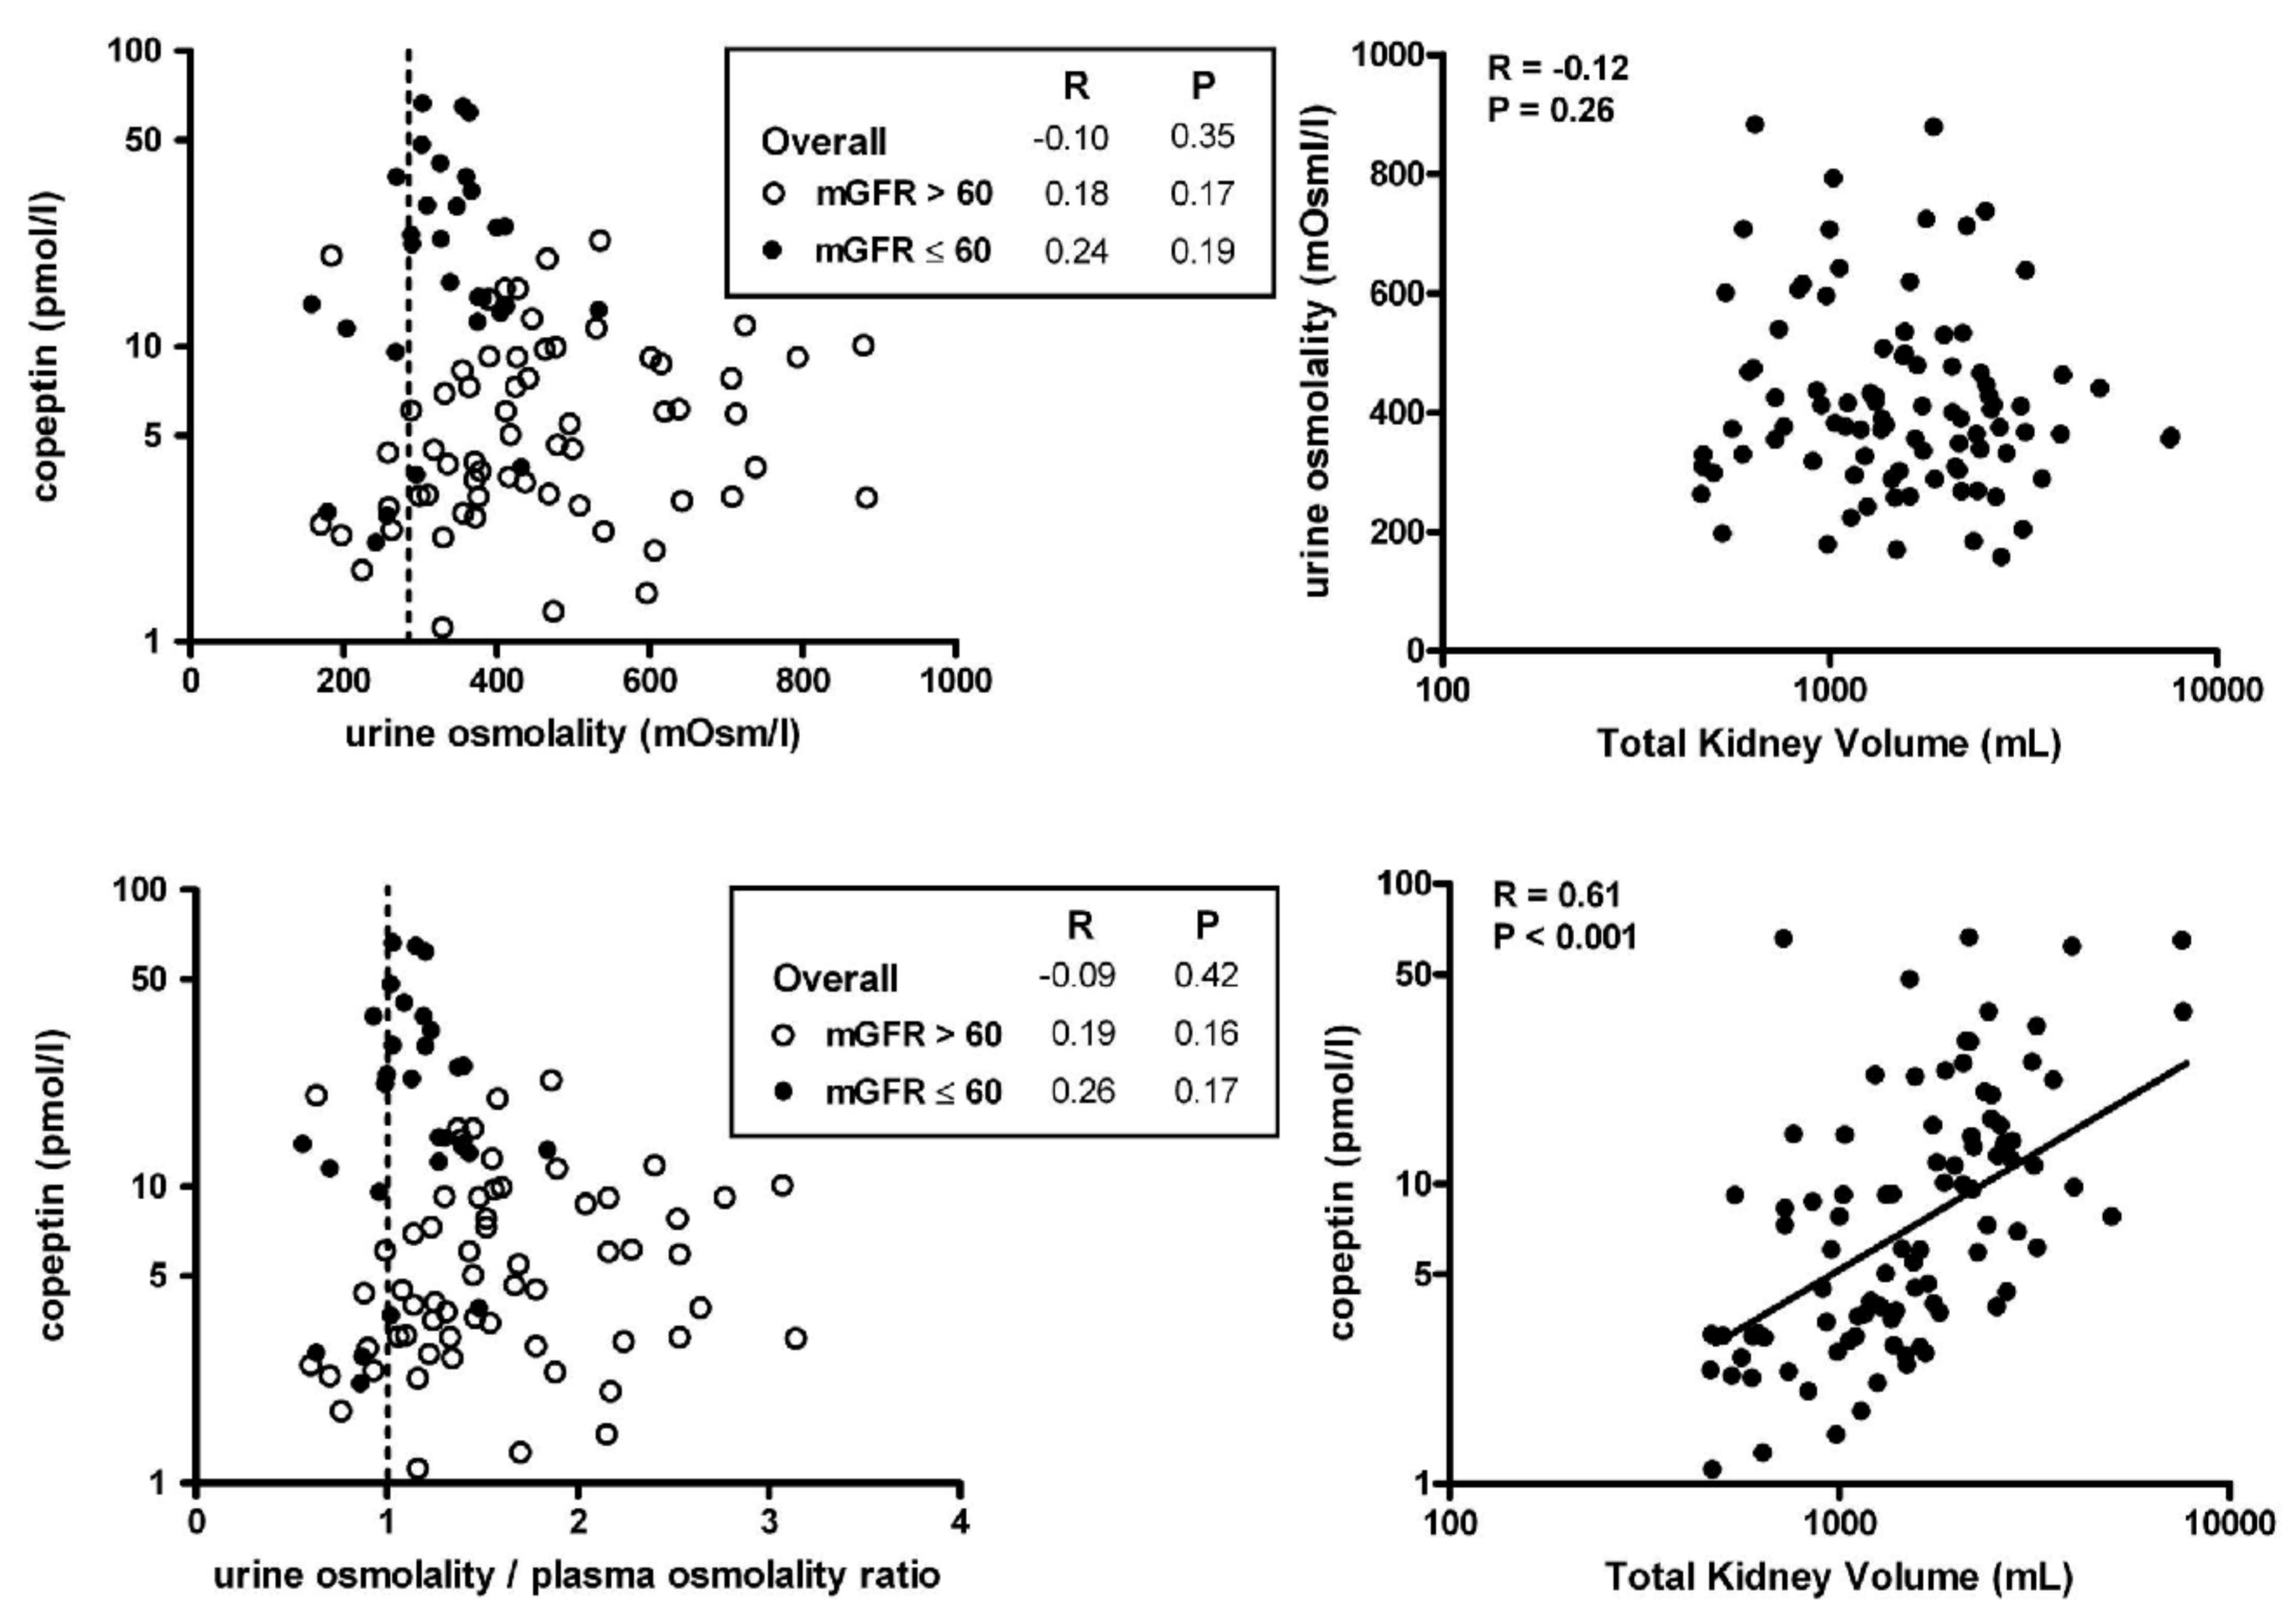 100
50
10
5
1
copeptin (pmol/l)
0 200 400 600 800 1000
urine osmolality (mOsm/l)
R P
Overall -0.10 0.35
mGFR > 60 0.18 0.17
mGFR ≤ 60 0.24 0.19
R = -0.12
P = 0.26
1000
800
600
400
200
0
urine osmolality (mOsml/l)
100 1000 10000
Total Kidney Volume (mL)
100
50
10
5
1
copeptin (pmol/l)
0 1 2 3 4
urine osmolality / plasma osmolality ratio
R P
Overall -0.09 0.42
mGFR > 60 0.19 0.16
mGFR ≤ 60 0.26 0.17
R = 0.61
P < 0.001
100
50
10
5
1
copeptin (pmol/l)
100 1000 10000
Total Kidney Volume (mL)